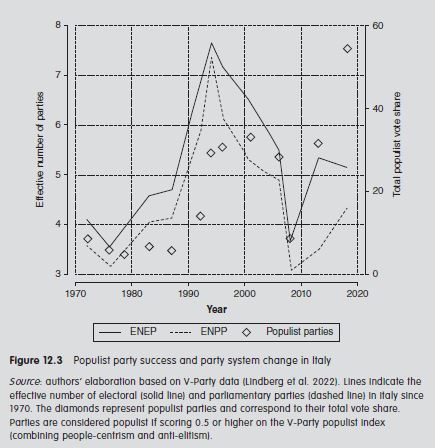 8
7
6
5
4
3
60
40
20
0
Effective number of parties
Total populist vote share
1970 1980 1990 2000 2010 2020
Year
ENEP ENPP Populist parties
Figure 12.3 Populist party success and party system change in Italy
Source: authors' elaboration based on V-Party data (Lindberg et al. 2022). Lines indicate the
effective number of electoral (solid line) and parliamentary parties (dashed line) in Italy since
1970. The diamonds represent populist parties and correspond to their total vote share.
Parties are considered populist if scoring 0.5 or higher on the V-Party populist index
(combining people-centrism and anti-elitism).